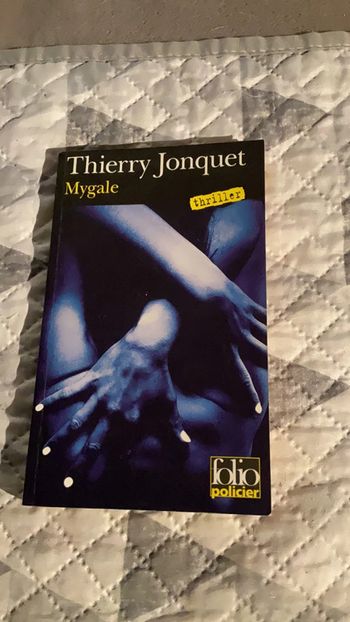 Thierry Jonquet
Mygale
thriller
folio
policier